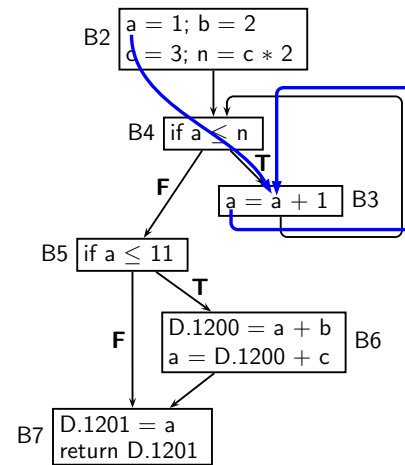 B2
a = 1; b = 2
c = 3; n = c * 2
B4
if a ≤ n
T
F
a = a + 1
B3
B5
if a ≤ 11
T
F
D.1200 = a + b
a = D.1200 + c
B6
B7
D.1201 = a
return D.1201